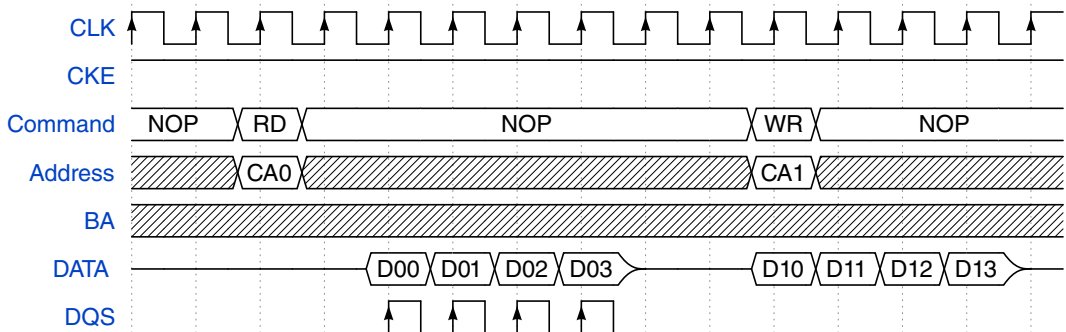 CLK
CKE
Command NOP RD NOP WR NOP
Address CA0 CA1
BA
DATA D00 D01 D02 D03 D10 D11 D12 D13
DQS